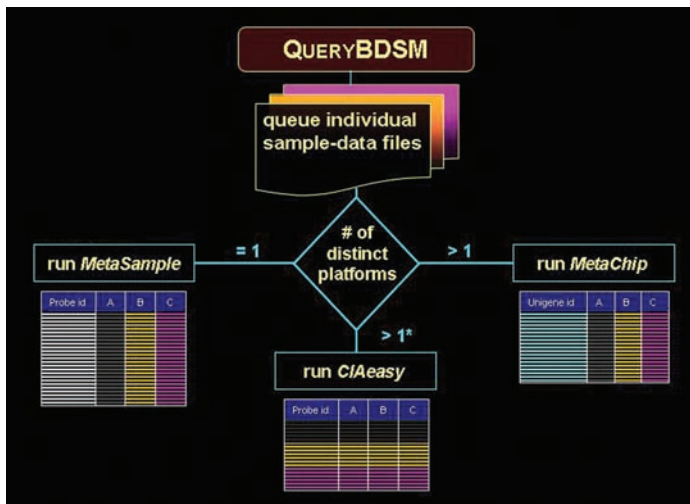 QUERYBDSM
queue individual
sample-data files
# of
distinct
platforms
= 1
> 1
> 1*
run MetaSample
run MetaChip
run CIAeasy
Probe id A B C
Unigene id A B C
Probe id A B C